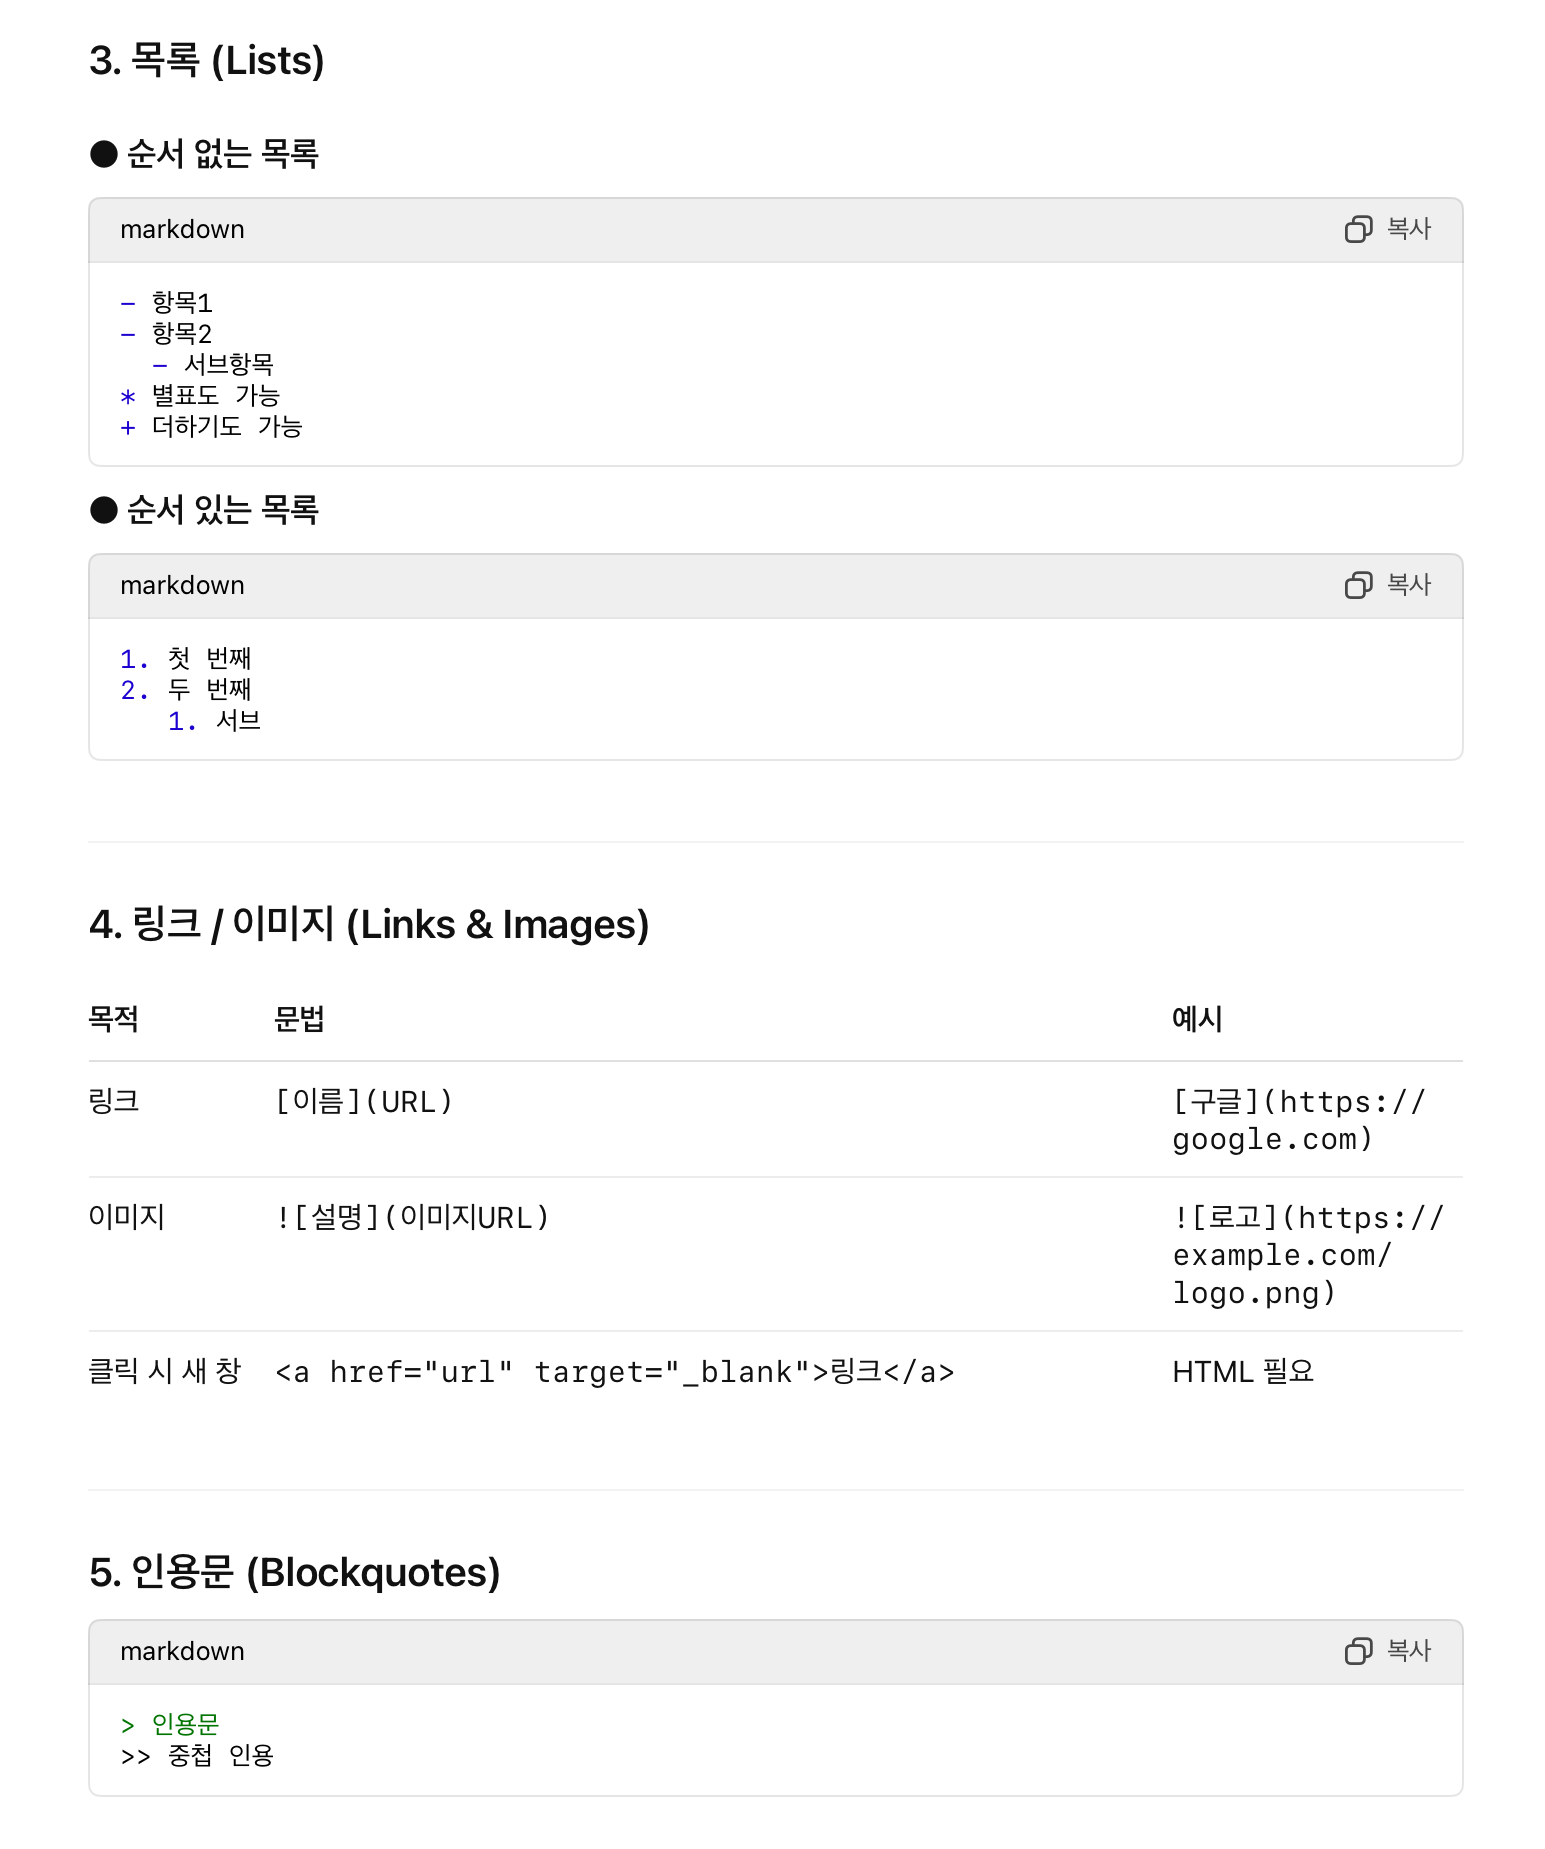 3. 목록 (Lists)
● 순서 없는 목록
markdown 복사
- 항목1
- 항목2
  - 서브항목
* 별표도 가능
+ 더하기도 가능
● 순서 있는 목록
markdown 복사
1. 첫 번째
2. 두 번째
   1. 서브
4. 링크 / 이미지 (Links & Images)
목적 문법 예시
링크 [이름](URL) [구글](https://
google.com)
이미지 ![설명](이미지URL) ![로고](https://
example.com/
logo.png)
클릭 시 새 창 <a href="url" target="_blank">링크</a> HTML 필요
5. 인용문 (Blockquotes)
markdown 복사
> 인용문
>> 중첩 인용